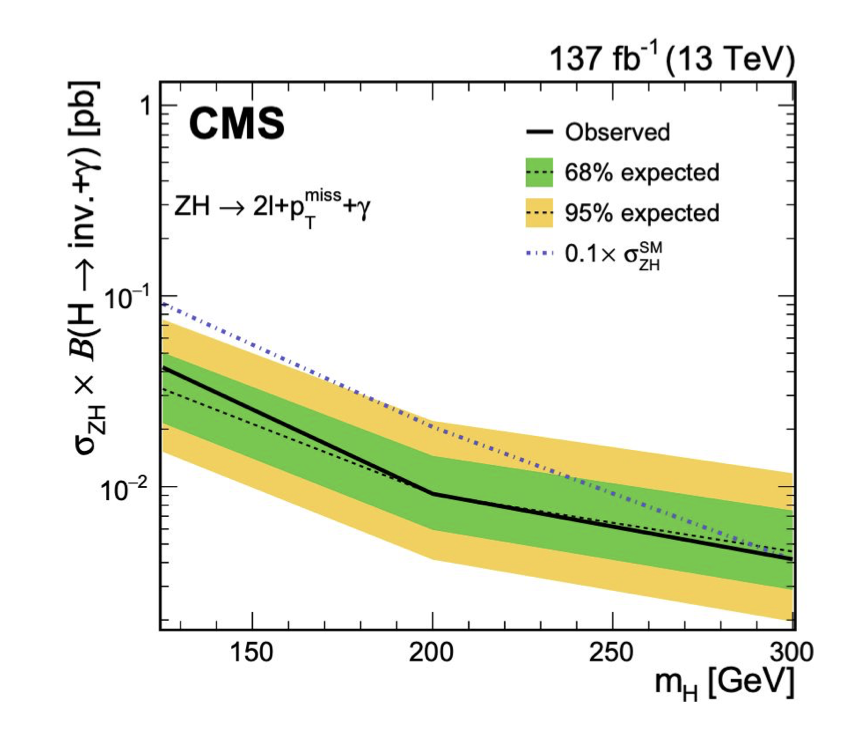 137 fb⁻¹ (13 TeV)
CMS
Observed
68% expected
95% expected
0.1× σ_ZH^SM
ZH → 2l+p_T^miss+γ
σ_ZH × B(H → inv.+γ) [pb]
1
10⁻¹
10⁻²
150 200 250 300
m_H [GeV]